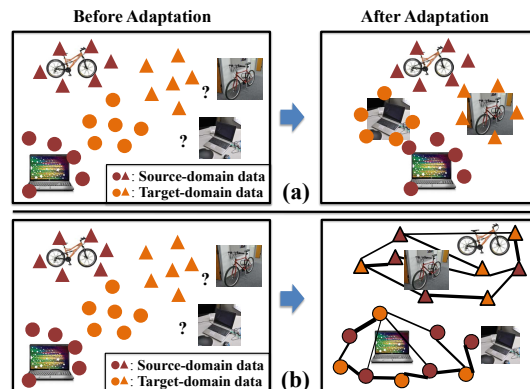 Before Adaptation
After Adaptation
?
?
: Source-domain data
: Target-domain data
(a)
?
?
: Source-domain data
: Target-domain data
(b)